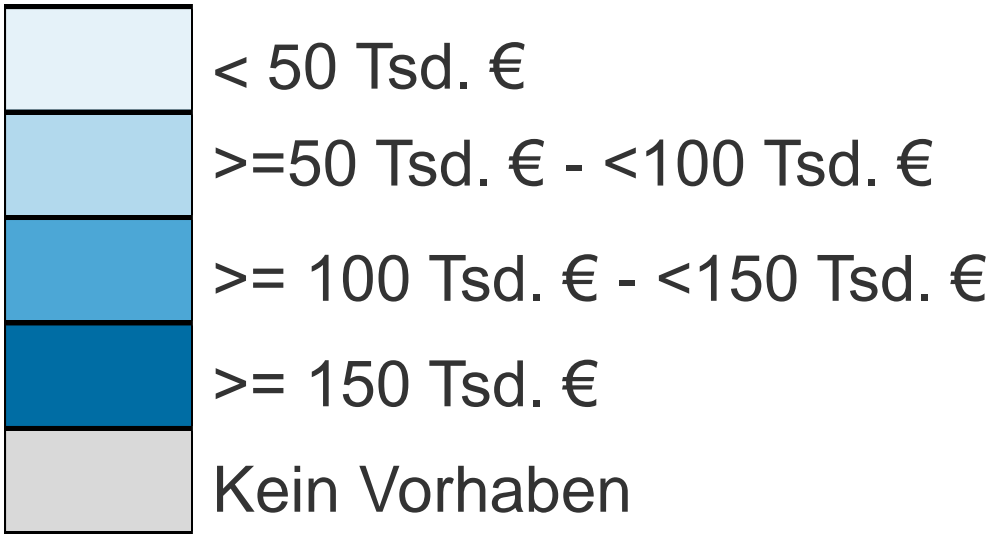 < 50 Tsd. €
>=50 Tsd. € - <100 Tsd. €
>= 100 Tsd. € - <150 Tsd. €
>= 150 Tsd. €
Kein Vorhaben